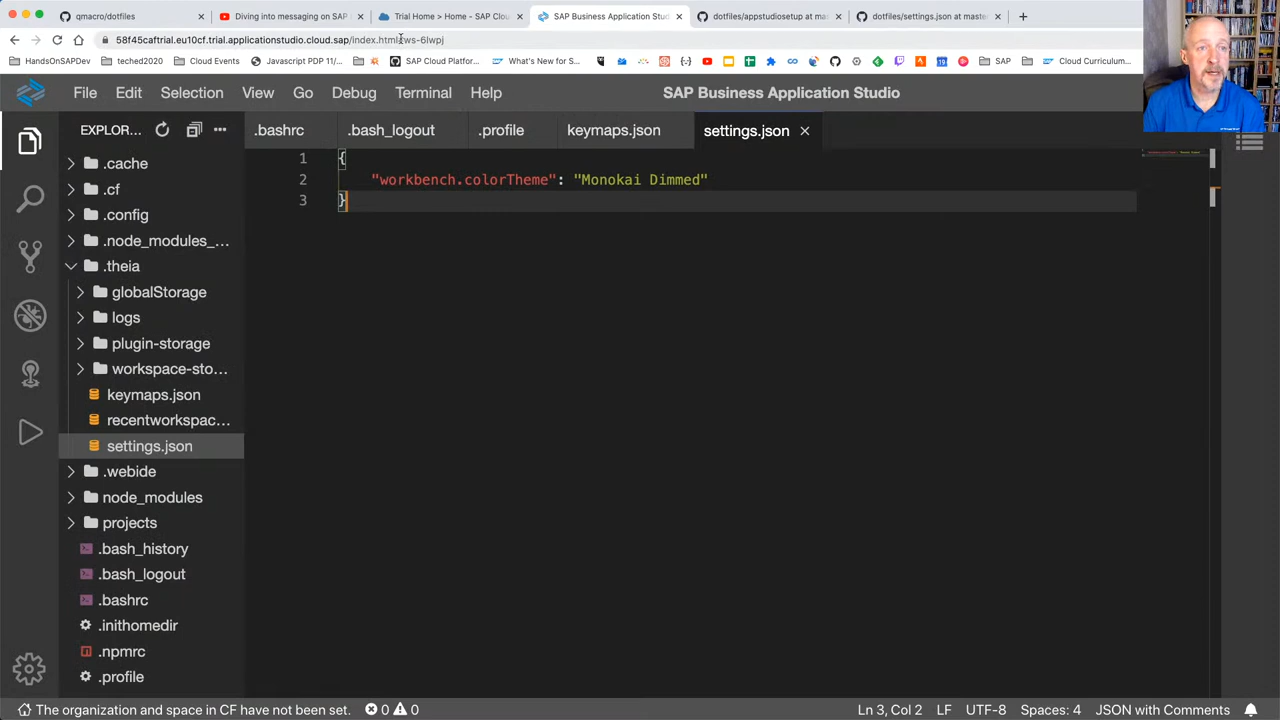 qmacro/dotfiles
Diving into messaging on SAP
Trial Home > Home - SAP Clou
SAP Business Application Studio
dotfiles/appstudiosetup at ma
dotfiles/settings.json at maste
58f45caftrial.eu10cf.trial.applicationstudio.cloud.sap/index.html
ws-6lwpj
HandsOnSAPDev
teched2020
Cloud Events
Javascript PDP 11/...
SAP Cloud Platfor...
What's New for S...
SAP
Cloud Curriculum...
File
Edit
Selection
View
Go
Debug
Terminal
Help
SAP Business Application Studio
EXPLOR...
.bashrc
.bash_logout
.profile
keymaps.json
settings.json
.cache
.cf
.config
.node_modules_...
.theia
globalStorage
logs
plugin-storage
workspace-sto...
keymaps.json
recentworkspac...
settings.json
.webide
node_modules
projects
.bash_history
.bash_logout
.bashrc
.inithomedir
.npmrc
.profile
1 {
2 "workbench.colorTheme": "Monokai Dimmed"
3 }
The organization and space in CF have not been set.
0
0
Ln 3, Col 2
LF
UTF-8
Spaces: 4
JSON with Comments